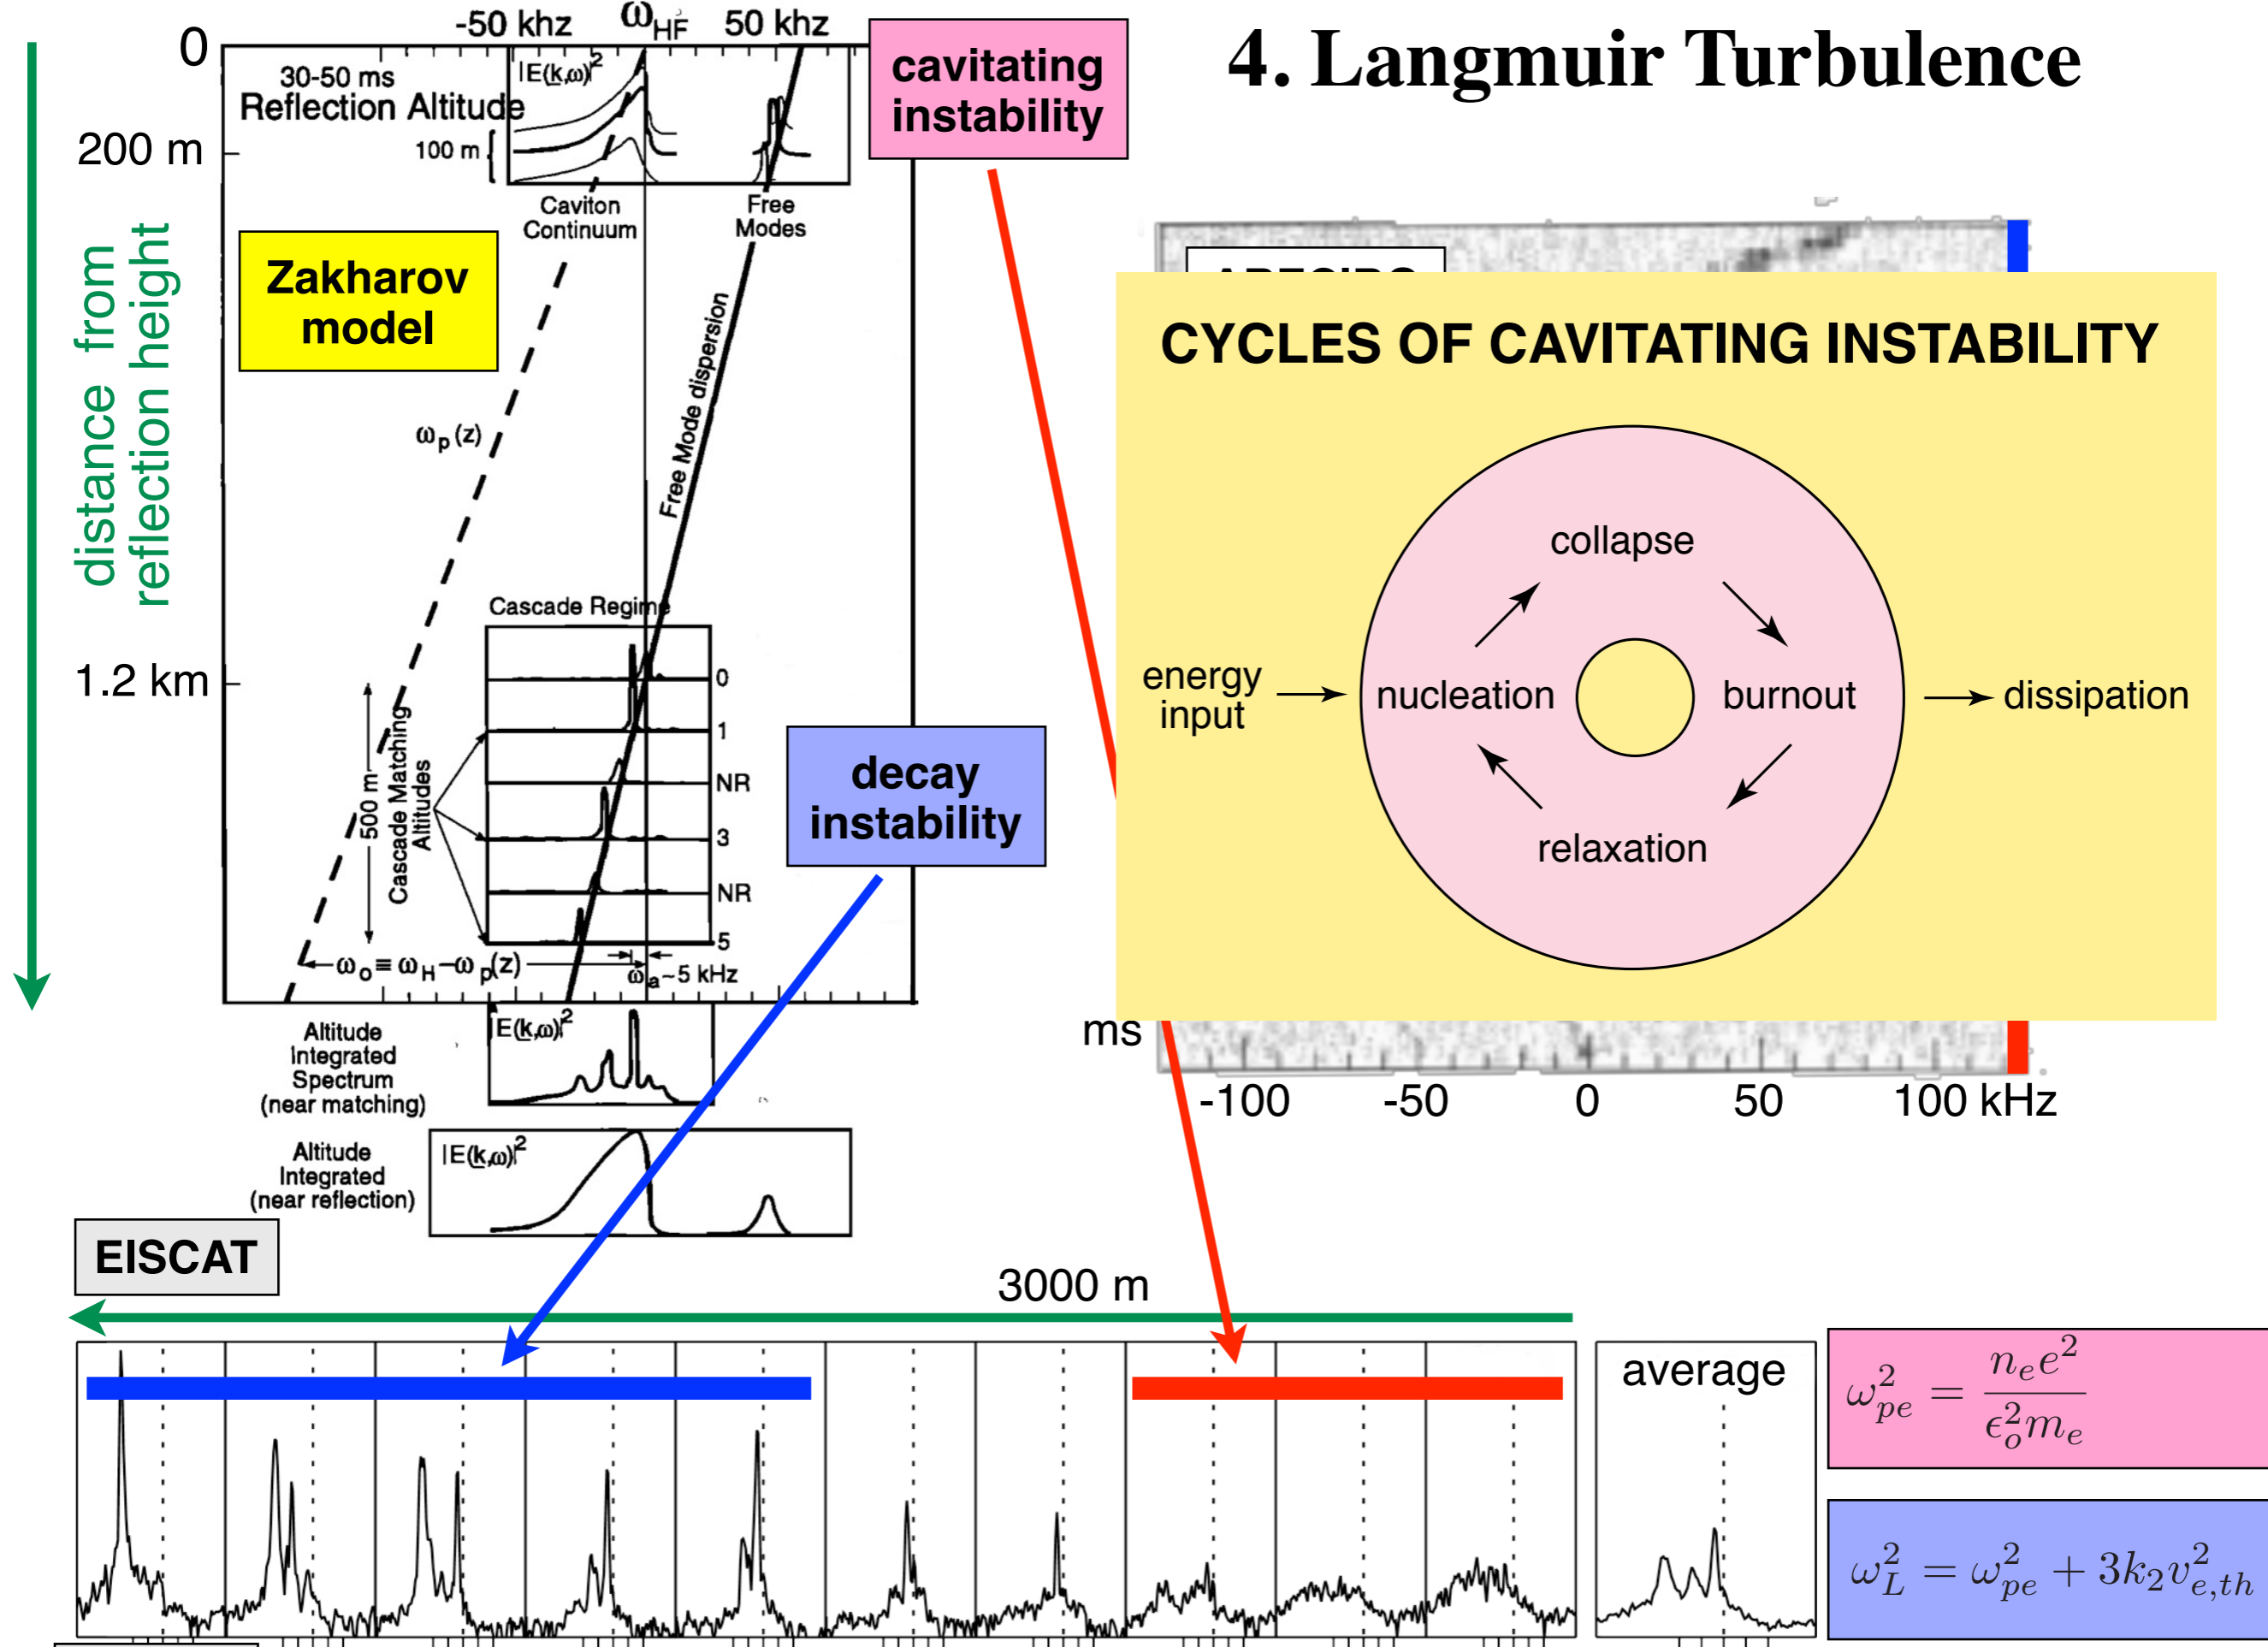 4. Langmuir Turbulence
-50 khz
ω_HF
50 khz
0
200 m
1.2 km
distance from
reflection height
30-50 ms
Reflection Altitude
100 m
|E(k,ω)|²
Caviton
Continuum
Free
Modes
cavitating
instability
Zakharov
model
ω_p(z)
Free Mode dispersion
Cascade Regime
0
1
NR
3
NR
5
500 m
Cascade Matching
Altitudes
ω_o ≡ ω_H − ω_p(z)
ω_a ~ 5 kHz
decay
instability
Altitude
Integrated
Spectrum
(near matching)
|E(k,ω)|²
Altitude
Integrated
(near reflection)
|E(k,ω)|²
CYCLES OF CAVITATING INSTABILITY
collapse
energy
input
nucleation
burnout
dissipation
relaxation
ms
-100
-50
0
50
100 kHz
EISCAT
3000 m
average
ω²_pe = n_e e² / ϵ²_o m_e
ω²_L = ω²_pe + 3k₂v²_e,th